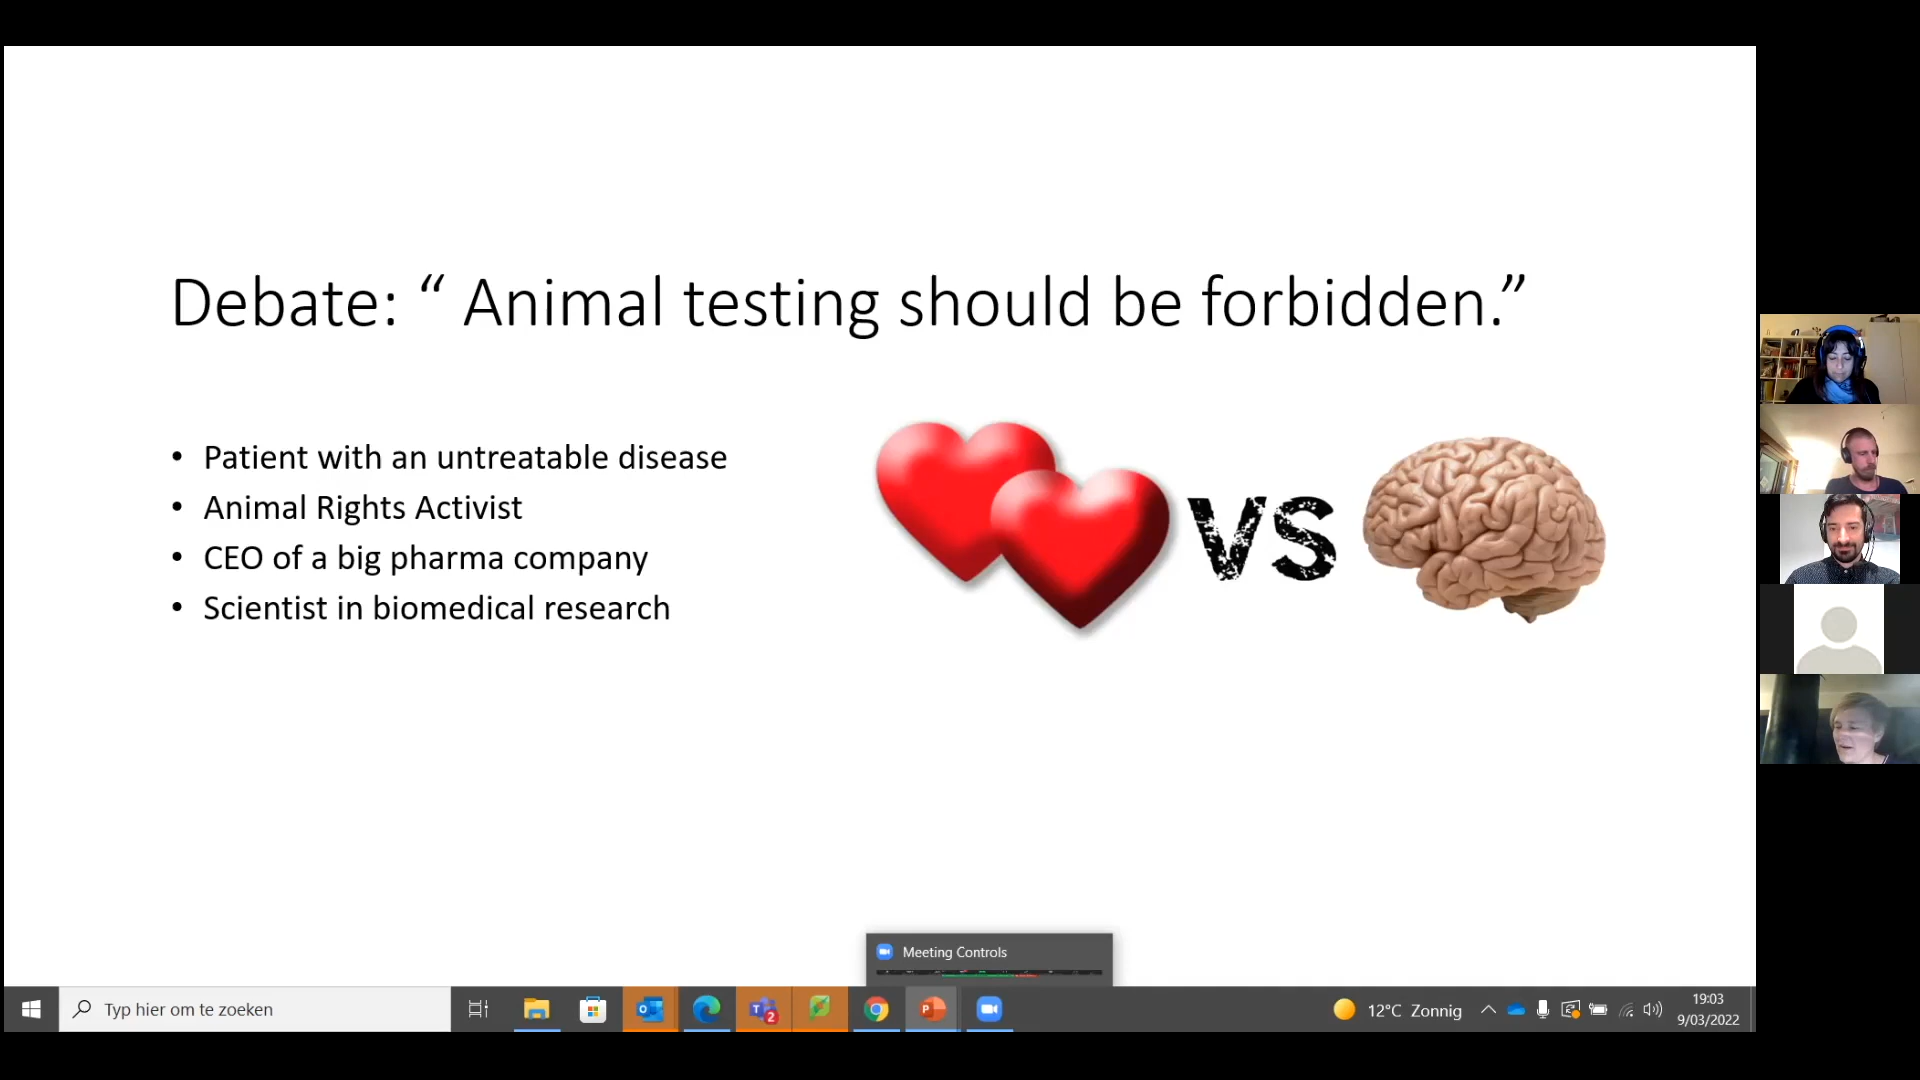 Debate: “ Animal testing should be forbidden.”
• Patient with an untreatable disease
• Animal Rights Activist
• CEO of a big pharma company
• Scientist in biomedical research
VS
Meeting Controls
Typ hier om te zoeken
2
12°C Zonnig
19:03
9/03/2022